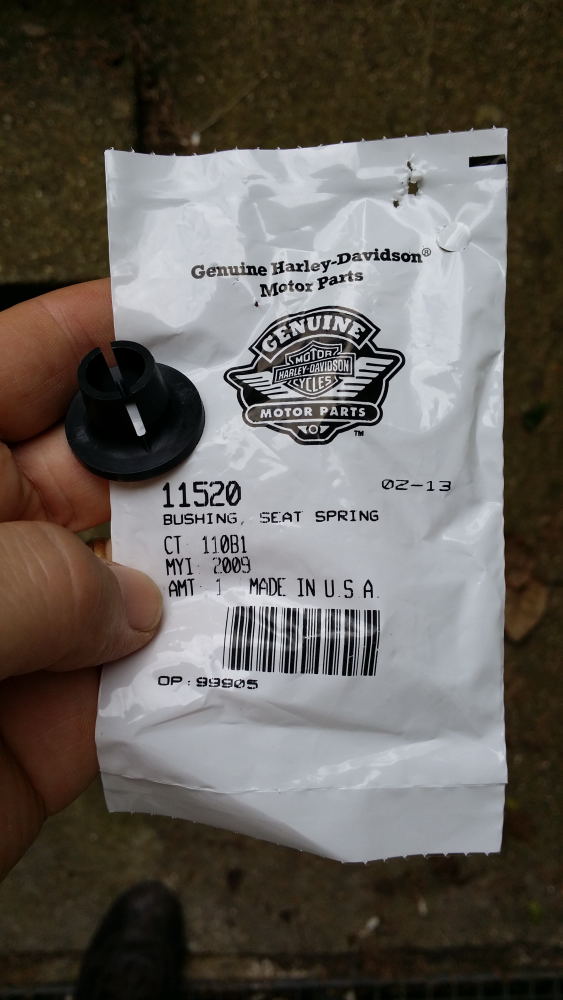 Genuine Harley-Davidson®
Motor Parts
GENUINE
MOTOR
HARLEY-DAVIDSON
CYCLES
MOTOR PARTS
TM
11520
02-13
BUSHING, SEAT SPRING
CT 110B1
MYI 2009
AMT 1 MADE IN U.S.A.
OP: 99905